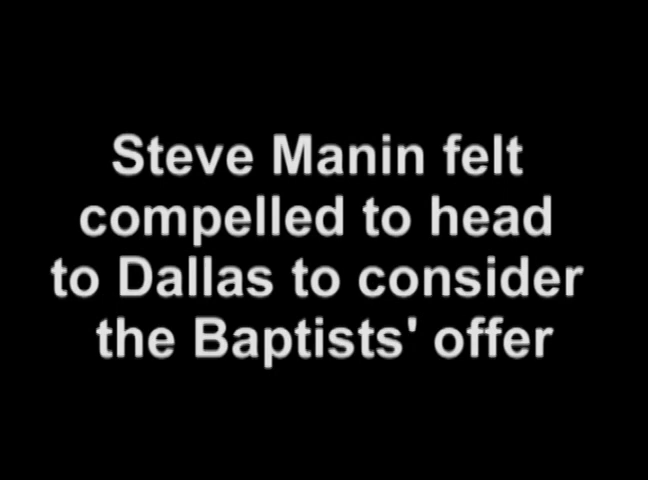 Steve Manin felt
compelled to head
to Dallas to consider
the Baptists' offer